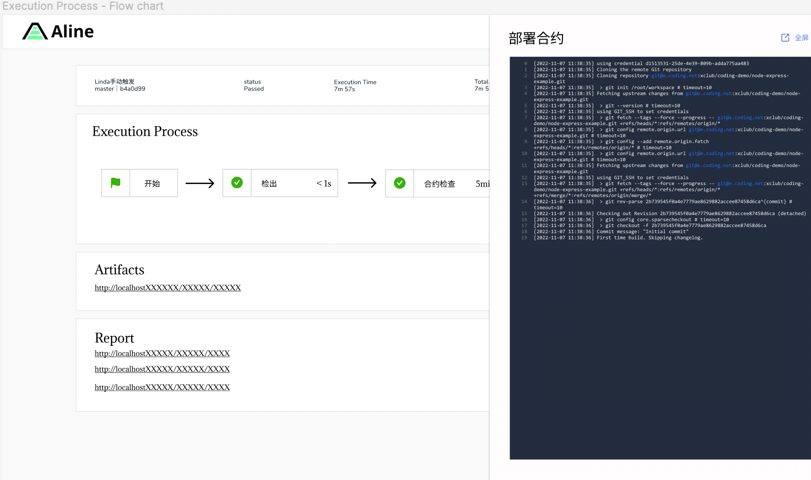 Execution Process - Flow chart
Aline
Linda手动触发
master | b4a0d99
status
Passed
Execution Time
7m 57s
Total
7m 5
Execution Process
开始
检出
< 1s
合约检查
5mi
Artifacts
http://localhostXXXXXX/XXXXX/XXXXX
Report
http://localhostXXXXX/XXXXX/XXXX
http://localhostXXXXX/XXXXX/XXXX
http://localhostXXXXX/XXXXX/XXXX
部署合约
全屏
0 [2022-11-07 11:38:35] using credential d1513531-25de-4e39-809b-adda775aa483
1 [2022-11-07 11:38:35] Cloning the remote Git repository
2 [2022-11-07 11:38:35] Cloning repository git@e.coding.net:xclub/coding-demo/node-express-
example.git
3 [2022-11-07 11:38:35] > git init /root/workspace # timeout=10
4 [2022-11-07 11:38:35] Fetching upstream changes from git@e.coding.net:xclub/coding-demo/node-
express-example.git
5 [2022-11-07 11:38:35] > git --version # timeout=10
6 [2022-11-07 11:38:35] using GIT_SSH to set credentials
7 [2022-11-07 11:38:35] > git fetch --tags --force --progress -- git@e.coding.net:xclub/coding-
demo/node-express-example.git +refs/heads/*:refs/remotes/origin/*
8 [2022-11-07 11:38:35] > git config remote.origin.url git@e.coding.net:xclub/coding-demo/node-
express-example.git # timeout=10
9 [2022-11-07 11:38:35] > git config --add remote.origin.fetch
+refs/heads/*:refs/remotes/origin/* # timeout=10
10 [2022-11-07 11:38:35] > git config remote.origin.url git@e.coding.net:xclub/coding-demo/node-
express-example.git # timeout=10
11 [2022-11-07 11:38:35] Fetching upstream changes from git@e.coding.net:xclub/coding-demo/node-
express-example.git
12 [2022-11-07 11:38:35] using GIT_SSH to set credentials
13 [2022-11-07 11:38:35] > git fetch --tags --force --progress -- git@e.coding.net:xclub/coding-
demo/node-express-example.git +refs/heads/*:refs/remotes/origin/*
+refs/merge/*:refs/remotes/origin/merge/*
14 [2022-11-07 11:38:36] > git rev-parse 2b739545f0a4e7779ae8629882accee87458d6ca^{commit} #
timeout=10
15 [2022-11-07 11:38:36] Checking out Revision 2b739545f0a4e7779ae8629882accee87458d6ca (detached)
16 [2022-11-07 11:38:36] > git config core.sparsecheckout # timeout=10
17 [2022-11-07 11:38:36] > git checkout -f 2b739545f0a4e7779ae8629882accee87458d6ca
18 [2022-11-07 11:38:36] Commit message: "Initial commit"
19 [2022-11-07 11:38:36] First time build. Skipping changelog.